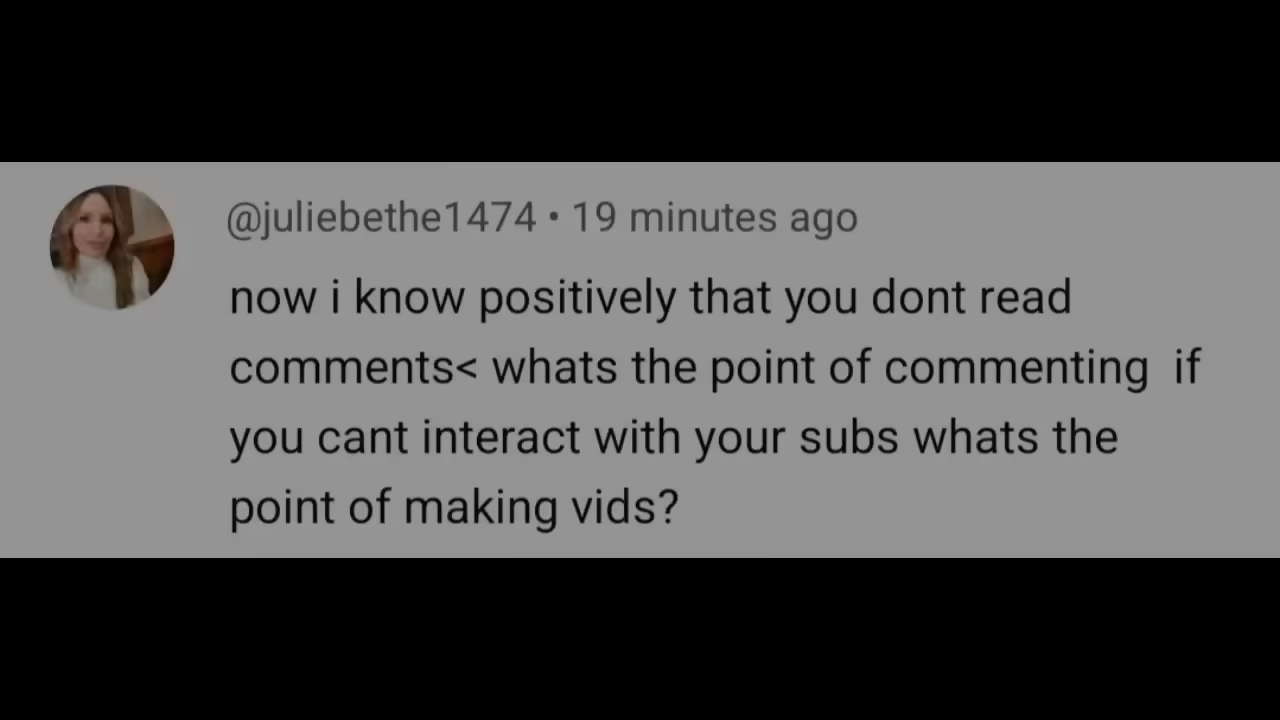 @juliebethe1474 • 19 minutes ago
now i know positively that you dont read
comments< whats the point of commenting  if
you cant interact with your subs whats the
point of making vids?